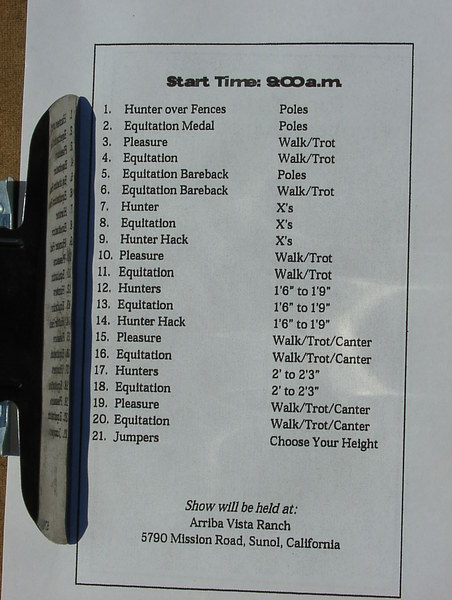 Start Time: 9:00 a.m.
1. Hunter over Fences Poles
2. Equitation Medal Poles
3. Pleasure Walk/Trot
4. Equitation Walk/Trot
5. Equitation Bareback Poles
6. Equitation Bareback Walk/Trot
7. Hunter X's
8. Equitation X's
9. Hunter Hack X's
10. Pleasure Walk/Trot
11. Equitation Walk/Trot
12. Hunters 1'6" to 1'9"
13. Equitation 1'6" to 1'9"
14. Hunter Hack 1'6" to 1'9"
15. Pleasure Walk/Trot/Canter
16. Equitation Walk/Trot/Canter
17. Hunters 2' to 2'3"
18. Equitation 2' to 2'3"
19. Pleasure Walk/Trot/Canter
20. Equitation Walk/Trot/Canter
21. Jumpers Choose Your Height
Show will be held at:
Arriba Vista Ranch
5790 Mission Road, Sunol, California